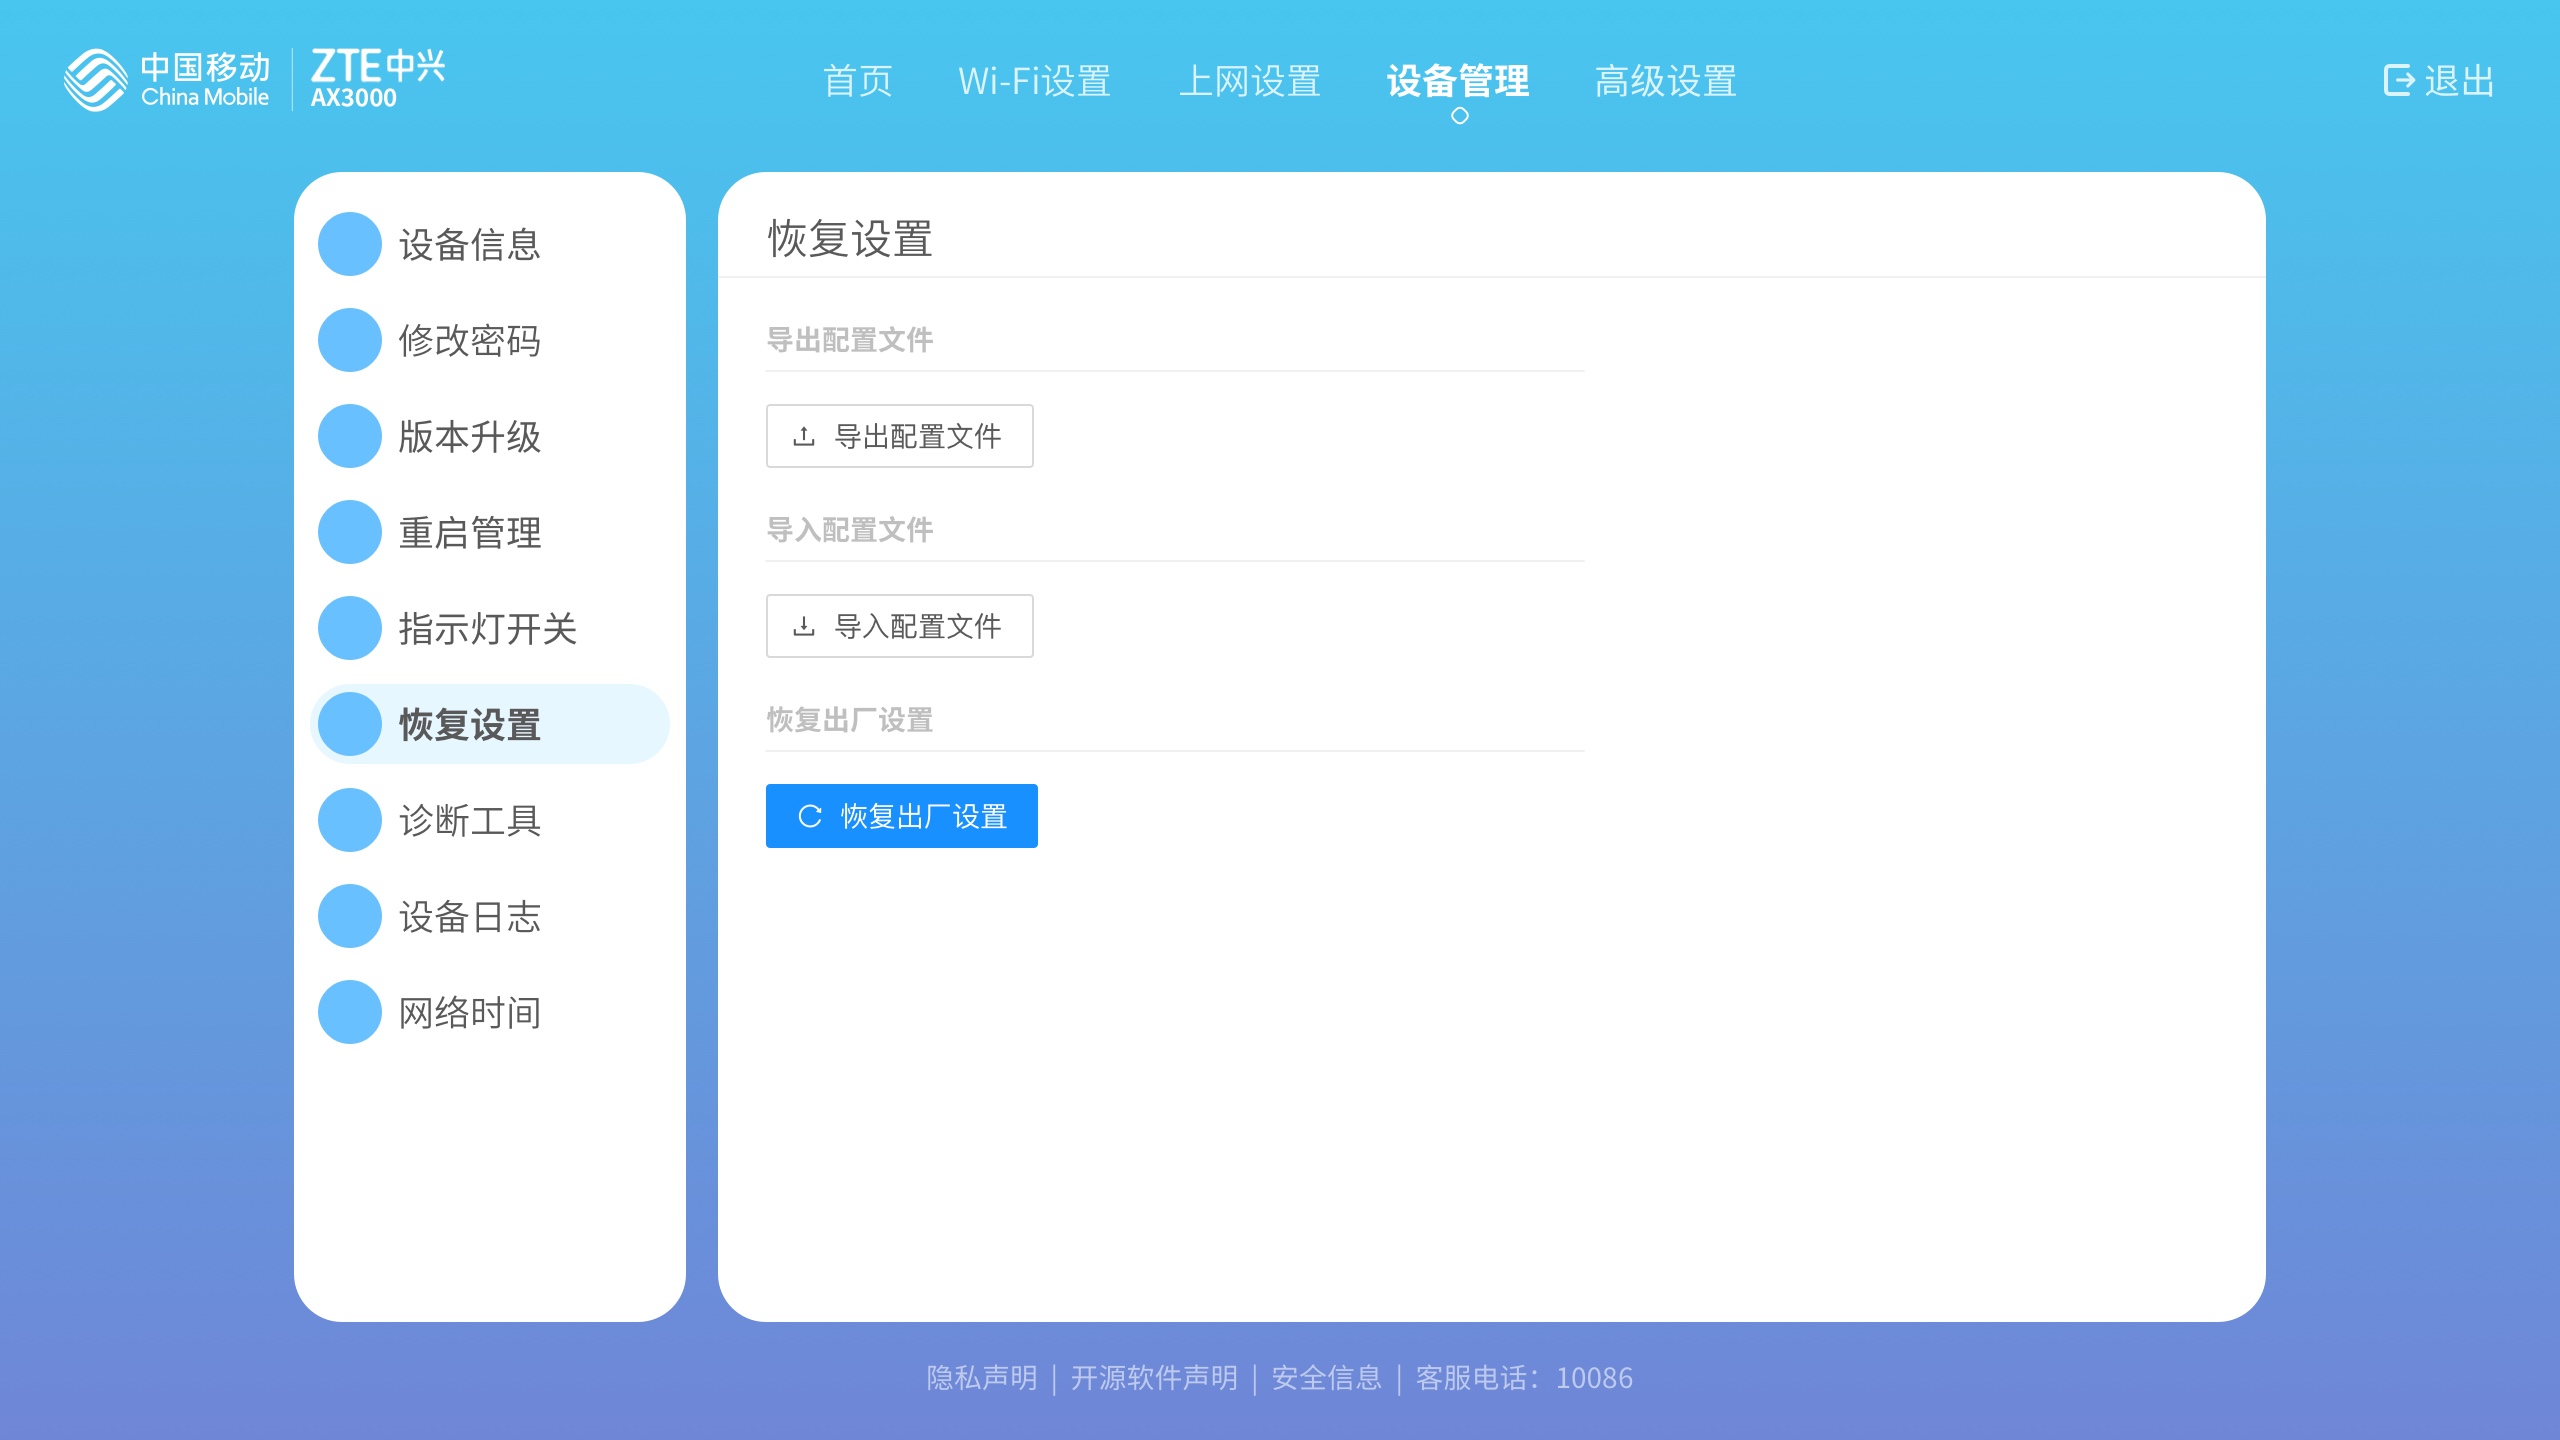 中国移动
China Mobile
ZTE中兴
AX3000
首页
Wi-Fi设置
上网设置
设备管理
高级设置
退出
设备信息
修改密码
版本升级
重启管理
指示灯开关
恢复设置
诊断工具
设备日志
网络时间
恢复设置
导出配置文件
导出配置文件
导入配置文件
导入配置文件
恢复出厂设置
恢复出厂设置
隐私声明 | 开源软件声明 | 安全信息 | 客服电话：10086